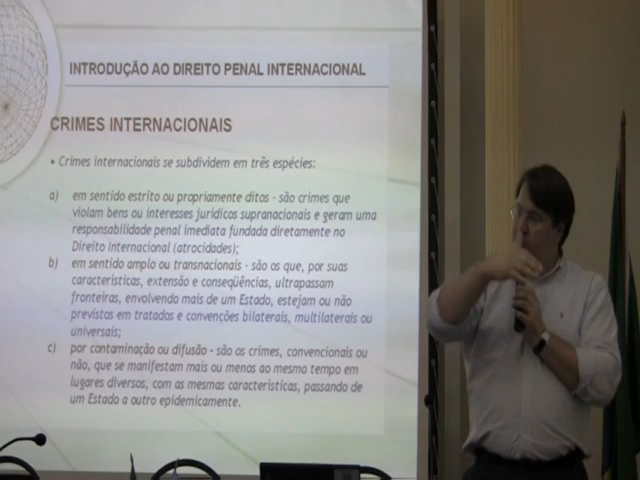 INTRODUÇÃO AO DIREITO PENAL INTERNACIONAL
CRIMES INTERNACIONAIS
• Crimes internacionais se subdividem em três espécies:
a) em sentido estrito ou propriamente ditos - são crimes que
violam bens ou interesses jurídicos supranacionais e geram uma
responsabilidade penal imediata fundada diretamente no
Direito Internacional (atrocidades);
b) em sentido amplo ou transnacionais - são os que, por suas
características, extensão e conseqüências, ultrapassam
fronteiras, envolvendo mais de um Estado, estejam ou não
previstos em tratados e convenções bilaterais, multilaterais ou
universais;
c) por contaminação ou difusão - são os crimes, convencionais ou
não, que se manifestam mais ou menos ao mesmo tempo em
lugares diversos, com as mesmas características, passando de
um Estado a outro epidemicamente.